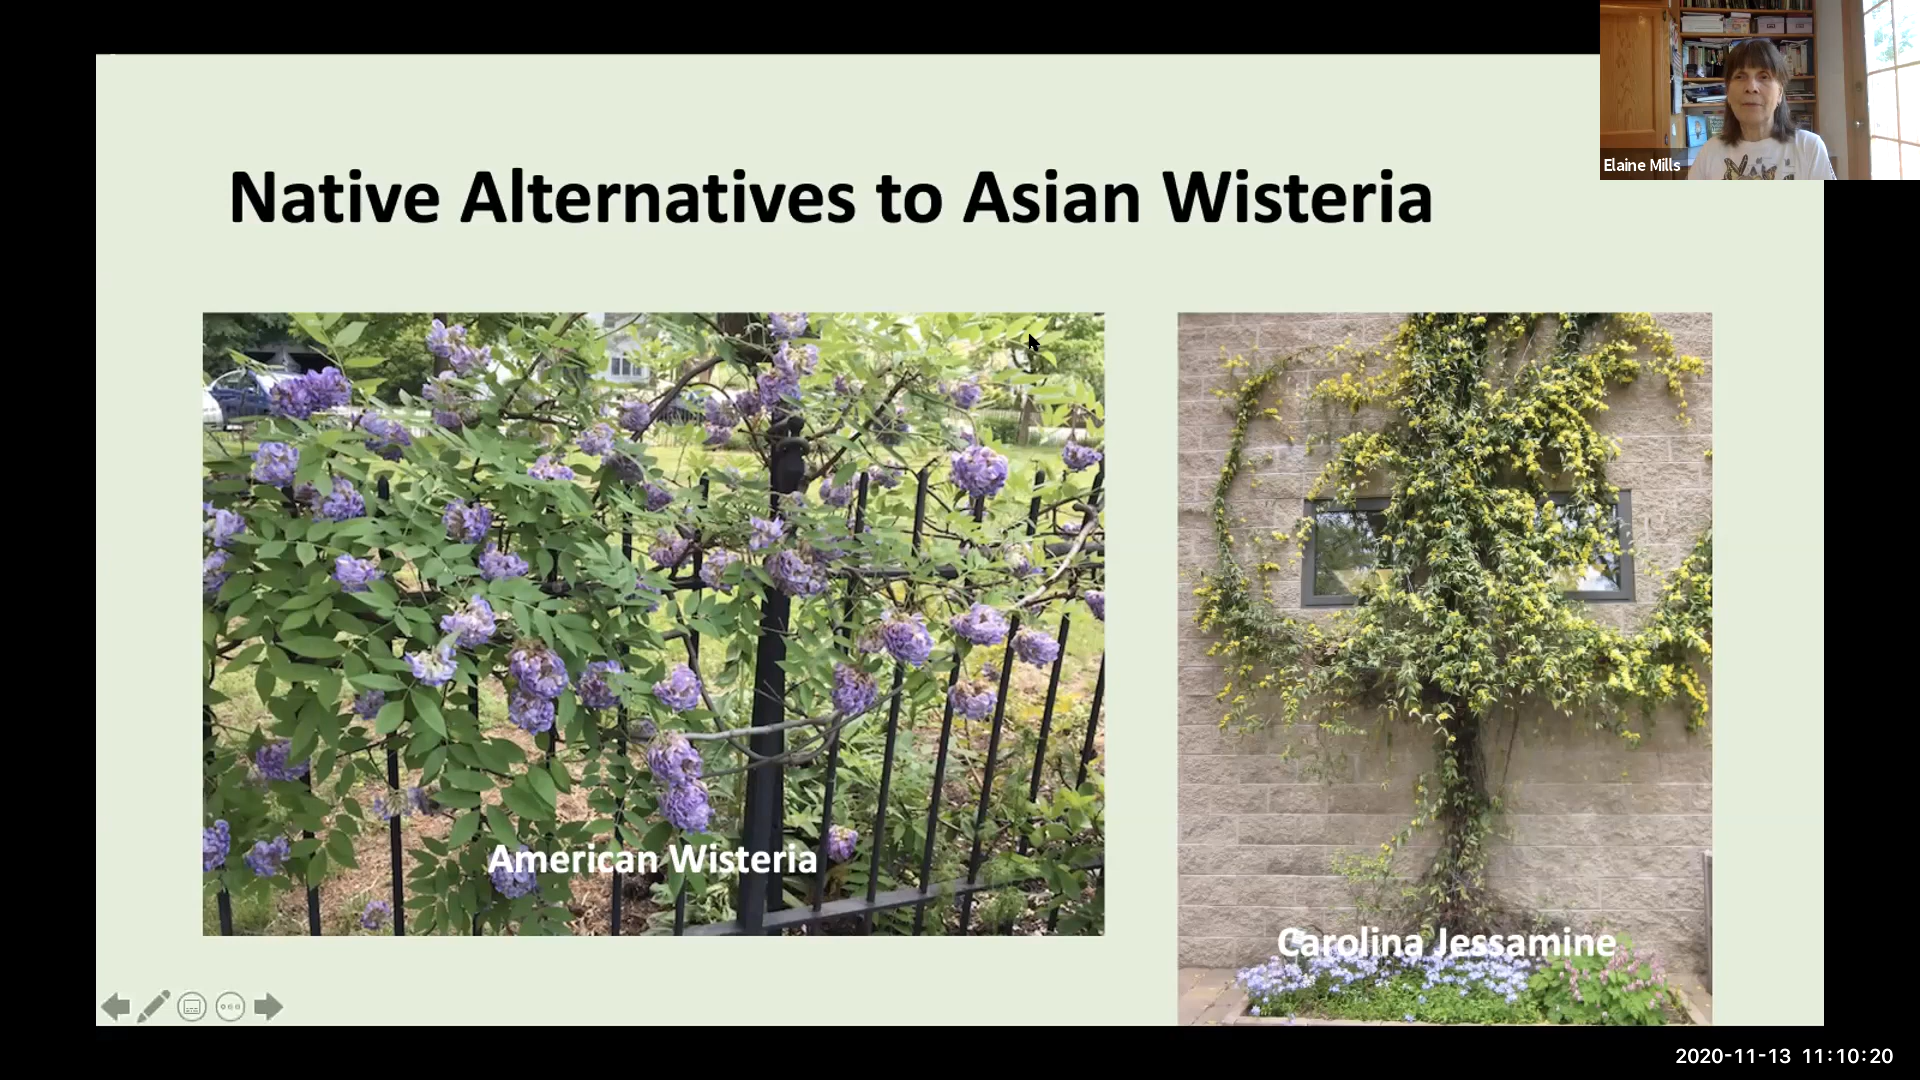 Elaine Mills
Native Alternatives to Asian Wisteria
American Wisteria
Carolina Jessamine
2020-11-13 11:10:20